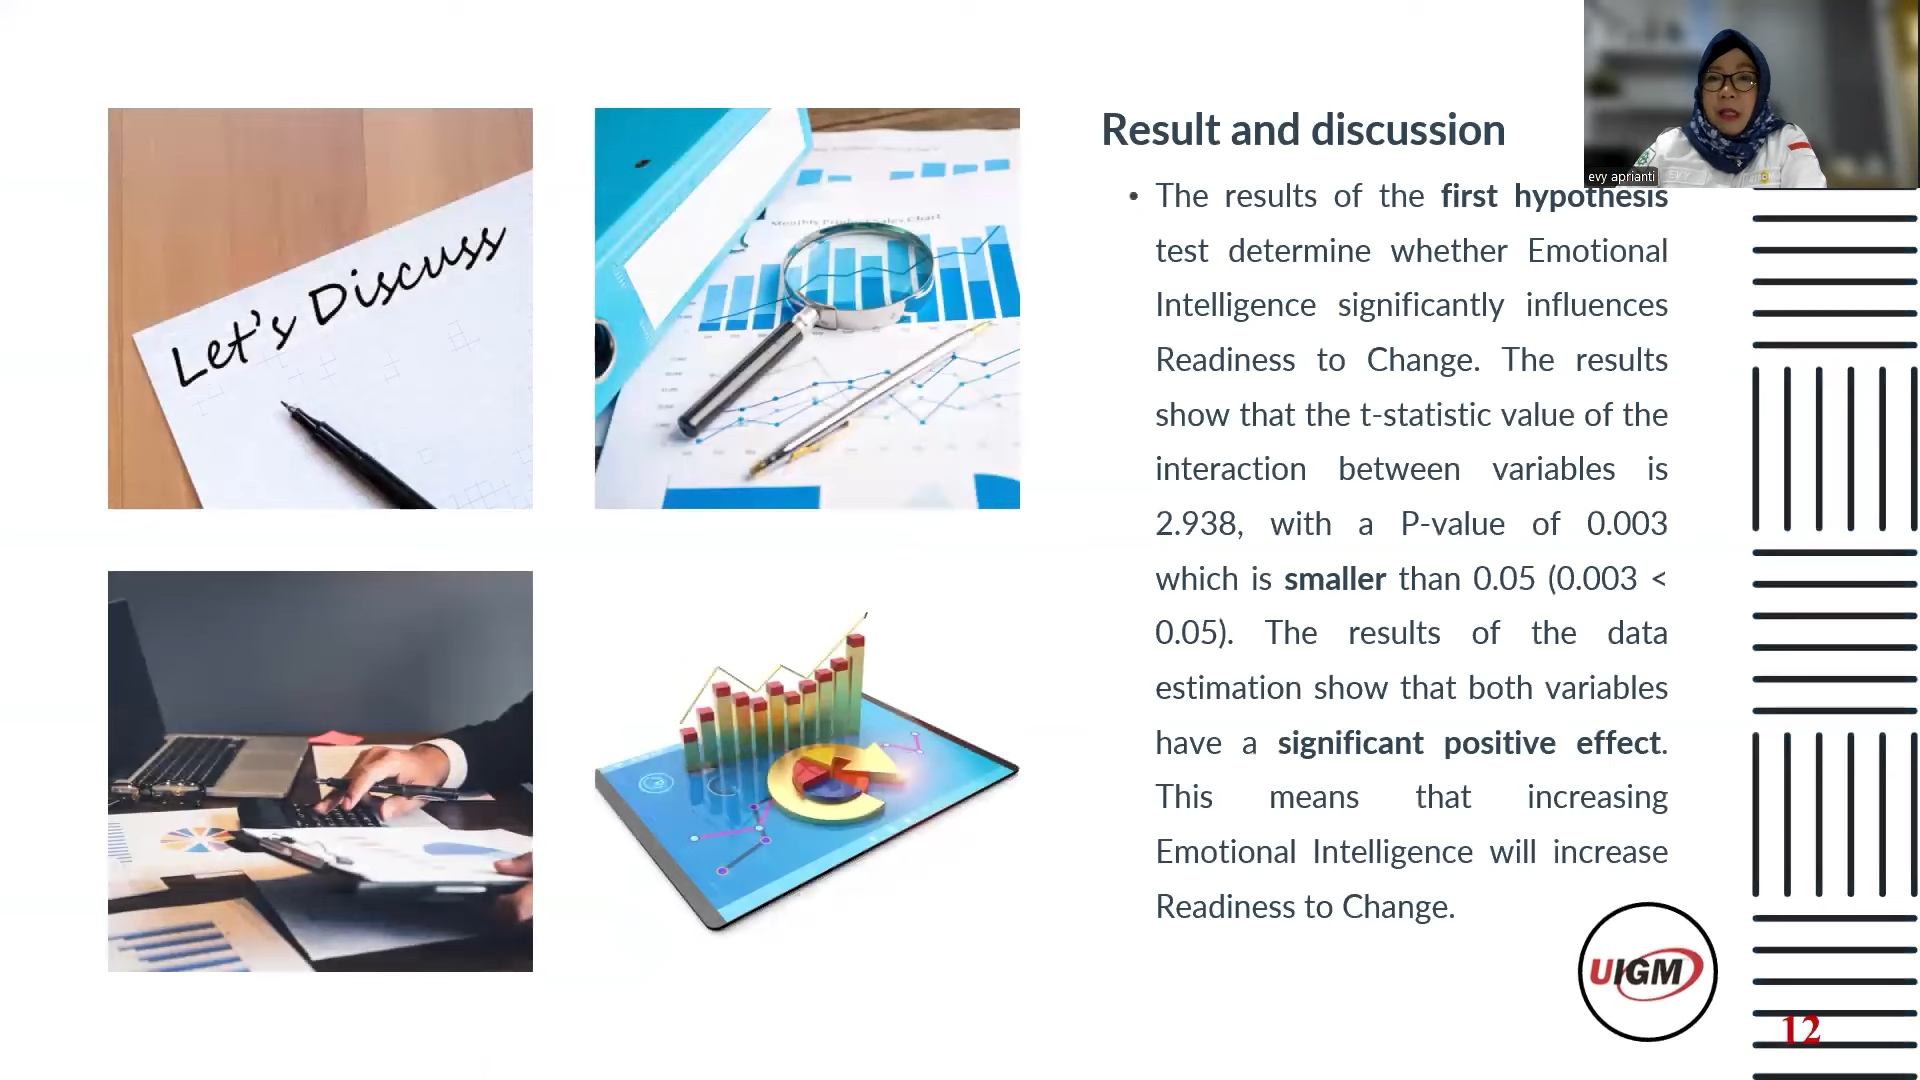 evy aprianti
Let's Discuss
Monthly Product Sales Chart
Result and discussion
• The results of the first hypothesis
test determine whether Emotional
Intelligence significantly influences
Readiness to Change. The results
show that the t-statistic value of the
interaction between variables is
2.938, with a P-value of 0.003
which is smaller than 0.05 (0.003 <
0.05). The results of the data
estimation show that both variables
have a significant positive effect.
This means that increasing
Emotional Intelligence will increase
Readiness to Change.
UIGM
12